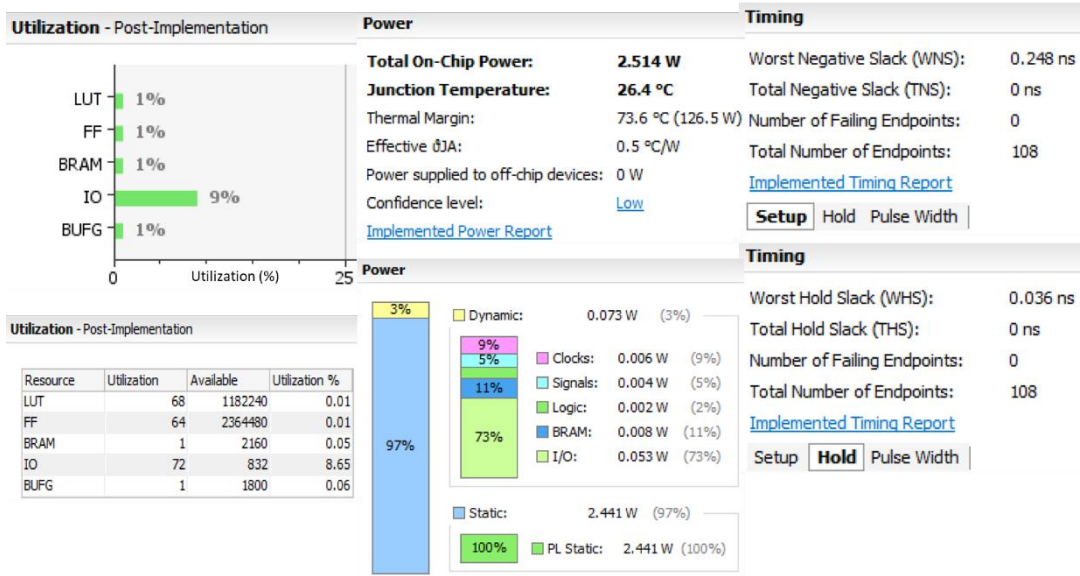 Utilization - Post-Implementation
LUT 1%
FF 1%
BRAM 1%
IO 9%
BUFG 1%
0 Utilization (%) 25
Utilization - Post-Implementation
Resource Utilization Available Utilization %
LUT 68 1182240 0.01
FF 64 2364480 0.01
BRAM 1 2160 0.05
IO 72 832 8.65
BUFG 1 1800 0.06
Power
Total On-Chip Power: 2.514 W
Junction Temperature: 26.4 °C
Thermal Margin: 73.6 °C (126.5 W)
Effective ϑJA: 0.5 °C/W
Power supplied to off-chip devices: 0 W
Confidence level: Low
Implemented Power Report
Power
3%
97%
Dynamic: 0.073 W (3%)
9%
5%
11%
73%
Clocks: 0.006 W (9%)
Signals: 0.004 W (5%)
Logic: 0.002 W (2%)
BRAM: 0.008 W (11%)
I/O: 0.053 W (73%)
Static: 2.441 W (97%)
100% PL Static: 2.441 W (100%)
Timing
Worst Negative Slack (WNS): 0.248 ns
Total Negative Slack (TNS): 0 ns
Number of Failing Endpoints: 0
Total Number of Endpoints: 108
Implemented Timing Report
Setup Hold Pulse Width
Timing
Worst Hold Slack (WHS): 0.036 ns
Total Hold Slack (THS): 0 ns
Number of Failing Endpoints: 0
Total Number of Endpoints: 108
Implemented Timing Report
Setup Hold Pulse Width